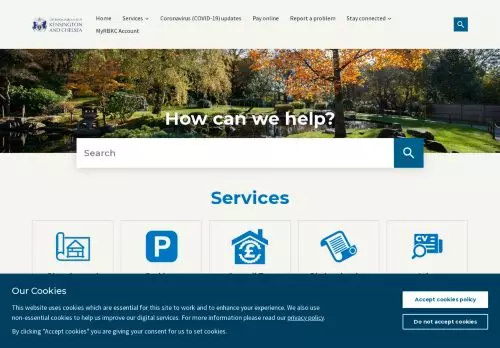 THE ROYAL BOROUGH OF
KENSINGTON
AND CHELSEA
Home Services Coronavirus (COVID-19) updates Pay online Report a problem Stay connected
MyRBKC Account
How can we help?
Search
Services
P
£
CV
Our Cookies
This website uses cookies which are essential for this site to work and to enhance your experience. We also use
non-essential cookies to help us improve our digital services. For more information please read our privacy policy.
By clicking "Accept cookies" you are giving your consent for us to set cookies.
Accept cookies policy
Do not accept cookies